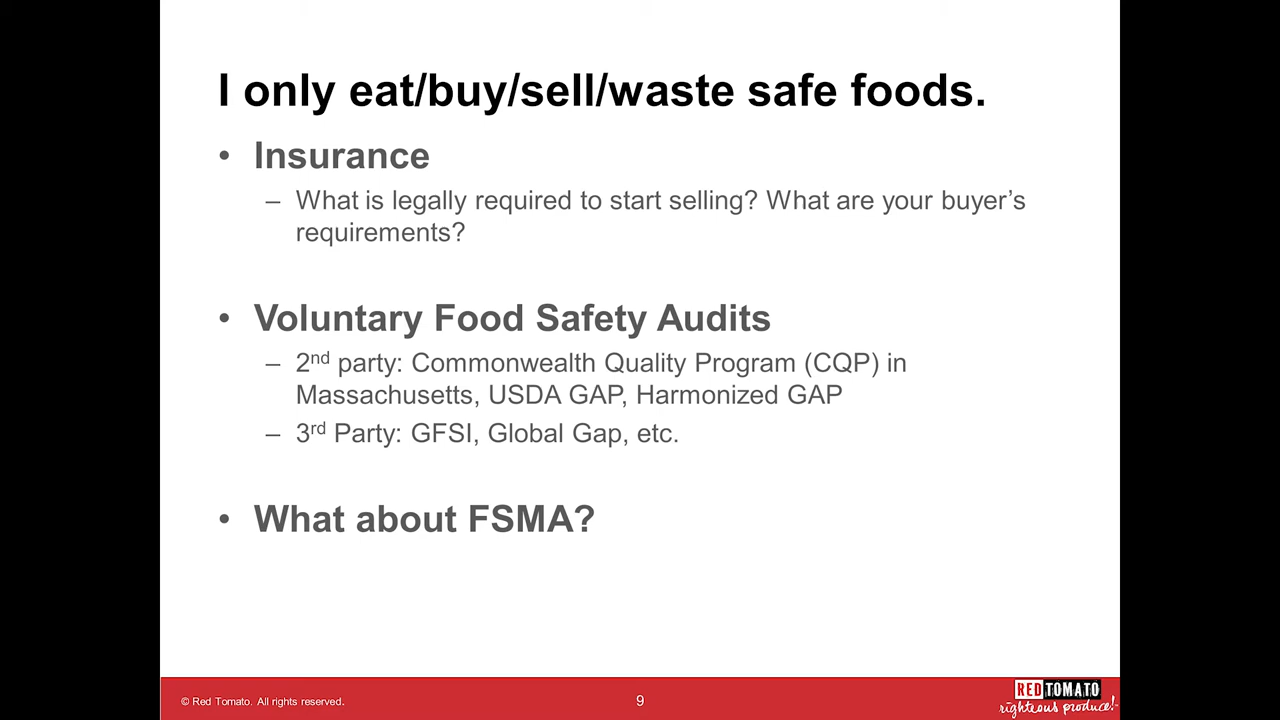 I only eat/buy/sell/waste safe foods.
• Insurance
– What is legally required to start selling? What are your buyer’s
requirements?
• Voluntary Food Safety Audits
– 2nd party: Commonwealth Quality Program (CQP) in
Massachusetts, USDA GAP, Harmonized GAP
– 3rd Party: GFSI, Global Gap, etc.
• What about FSMA?
© Red Tomato. All rights reserved.
9
RED TOMATO
righteous produce!